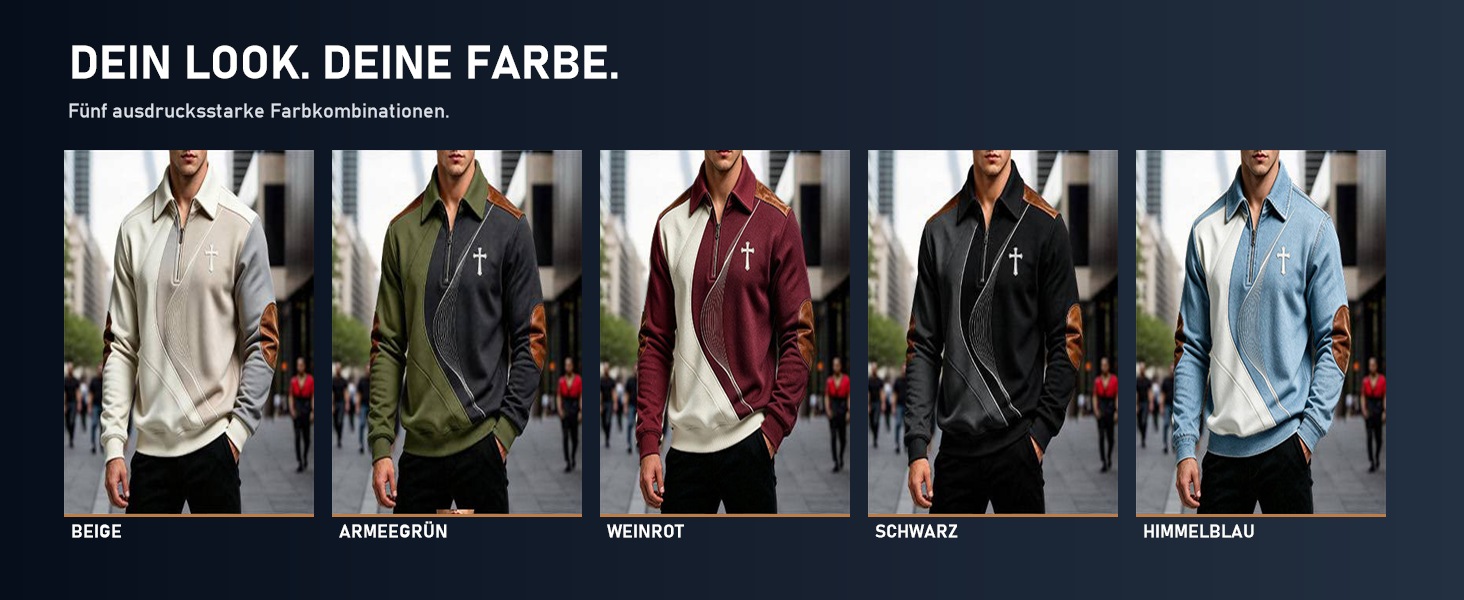 DEIN LOOK. DEINE FARBE.
Fünf ausdrucksstarke Farbkombinationen.
BEIGE
ARMEEGRÜN
WEINROT
SCHWARZ
HIMMELBLAU